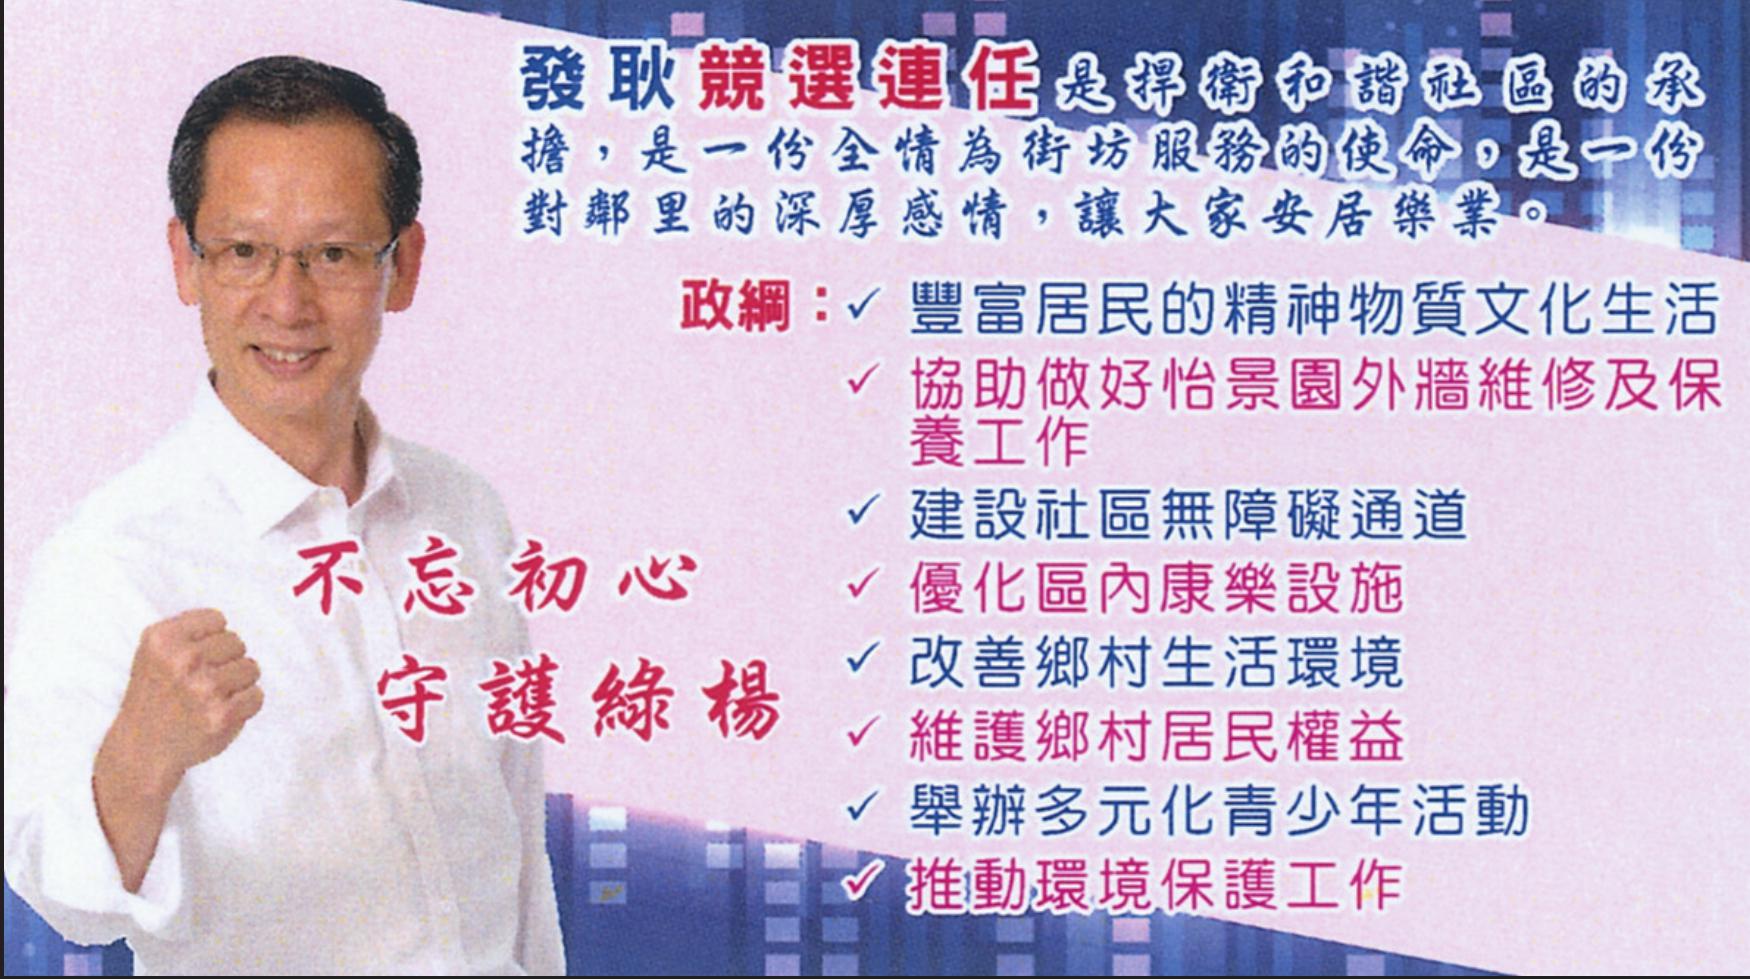 發耿競選連任是捍衛和諧社區的承
擔，是一份全情為街坊服務的使命，是一份
對鄰里的深厚感情，讓大家安居樂業。
政綱：✓ 豐富居民的精神物質文化生活
✓ 協助做好怡景園外牆維修及保
養工作
✓ 建設社區無障礙通道
✓ 優化區內康樂設施
✓ 改善鄉村生活環境
✓ 維護鄉村居民權益
✓ 舉辦多元化青少年活動
✓ 推動環境保護工作
不忘初心
守護綠楊